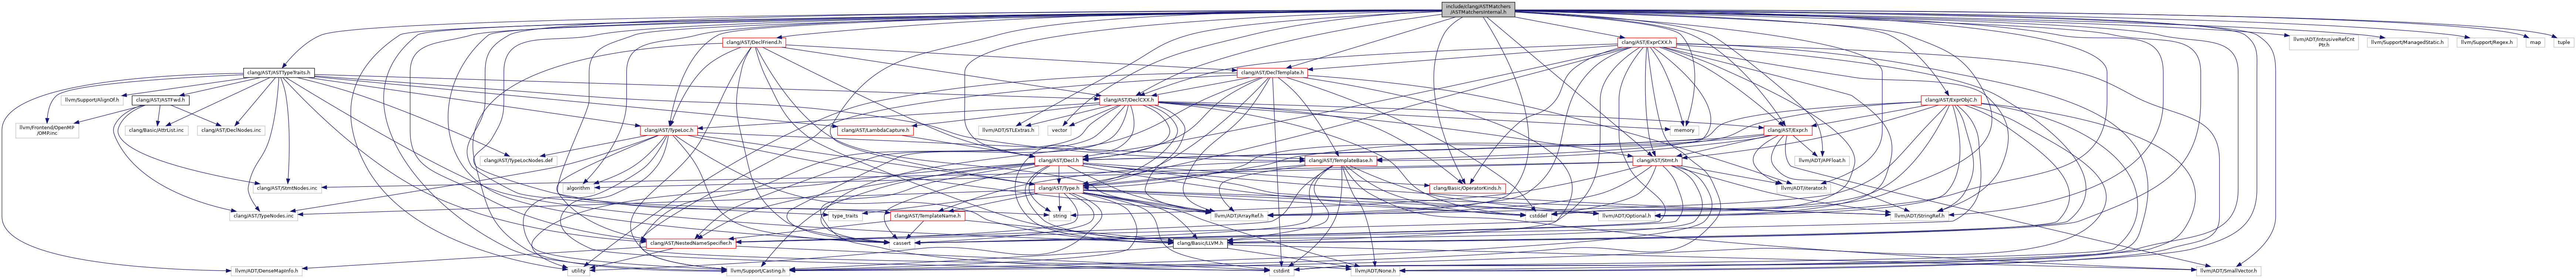 include/clang/ASTMatchers
/ASTMatchersInternal.h
clang/AST/DeclFriend.h
clang/AST/ExprCXX.h
llvm/ADT/IntrusiveRefCnt
Ptr.h
llvm/Support/ManagedStatic.h
llvm/Support/Regex.h
map
tuple
clang/AST/ASTTypeTraits.h
clang/AST/DeclTemplate.h
llvm/Support/AlignOf.h
clang/AST/ASTFwd.h
clang/AST/DeclCXX.h
clang/AST/ExprObjC.h
llvm/Frontend/OpenMP
/OMP.inc
clang/Basic/AttrList.inc
clang/AST/DeclNodes.inc
clang/AST/TypeLoc.h
clang/AST/LambdaCapture.h
llvm/ADT/STLExtras.h
vector
memory
clang/AST/Expr.h
clang/AST/TypeLocNodes.def
clang/AST/Decl.h
clang/AST/TemplateBase.h
clang/AST/Stmt.h
llvm/ADT/APFloat.h
clang/AST/StmtNodes.inc
algorithm
clang/AST/Type.h
clang/Basic/OperatorKinds.h
llvm/ADT/iterator.h
clang/AST/TypeNodes.inc
type_traits
clang/AST/TemplateName.h
string
llvm/ADT/ArrayRef.h
cstddef
llvm/ADT/Optional.h
llvm/ADT/StringRef.h
clang/AST/NestedNameSpecifier.h
cassert
clang/Basic/LLVM.h
llvm/ADT/DenseMapInfo.h
utility
llvm/Support/Casting.h
cstdint
llvm/ADT/None.h
llvm/ADT/SmallVector.h